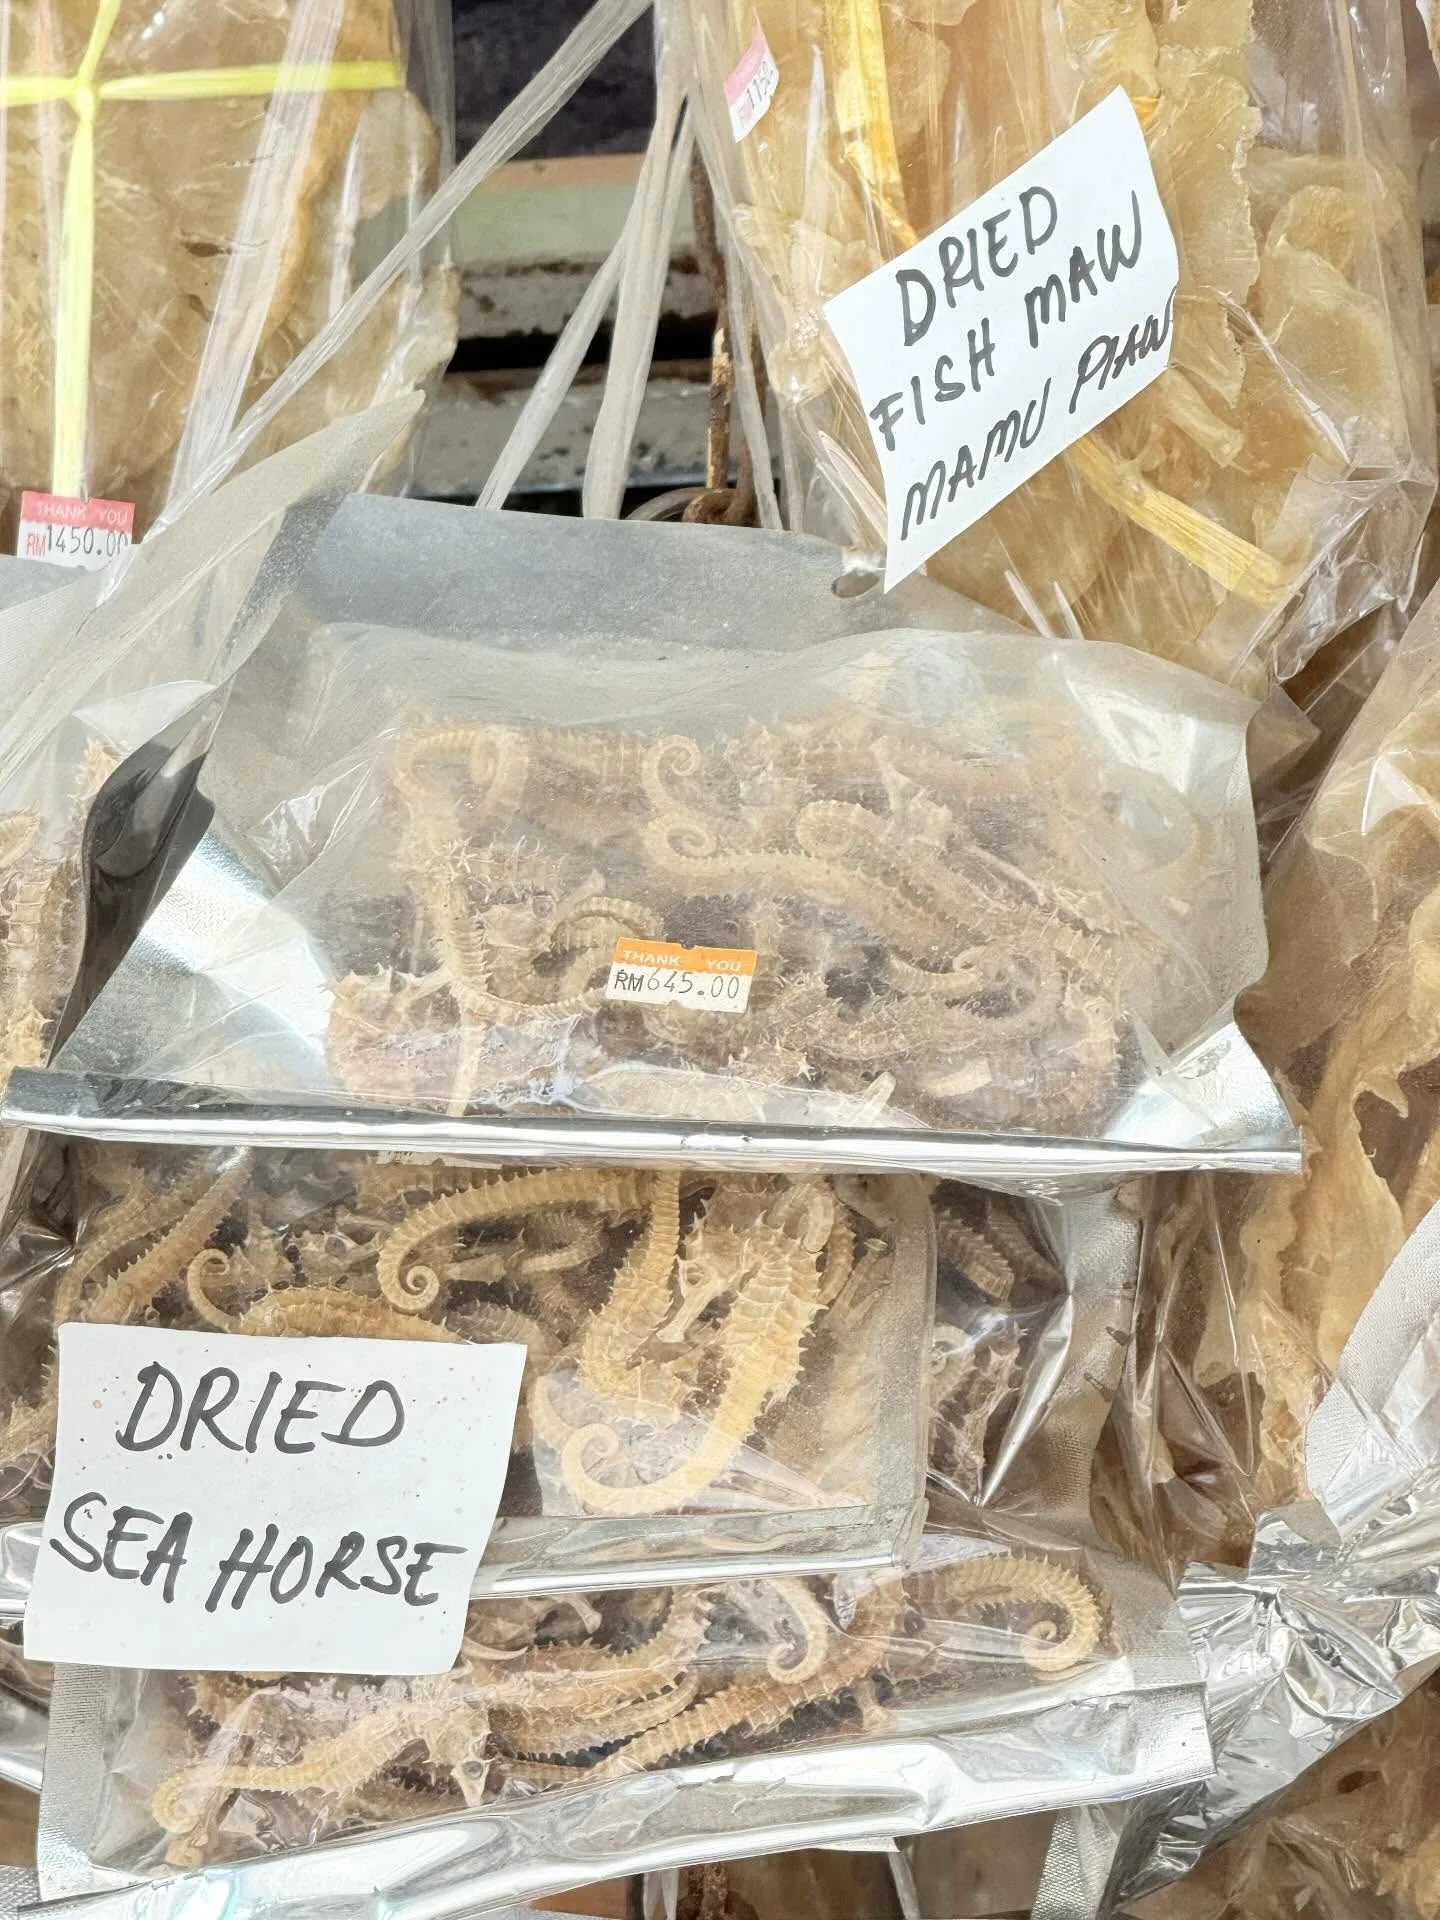 DRIED
FISH MAW
MAMU PIAW
THANK YOU
RM1450.00
THANK YOU
RM645.00
DRIED
SEA HORSE